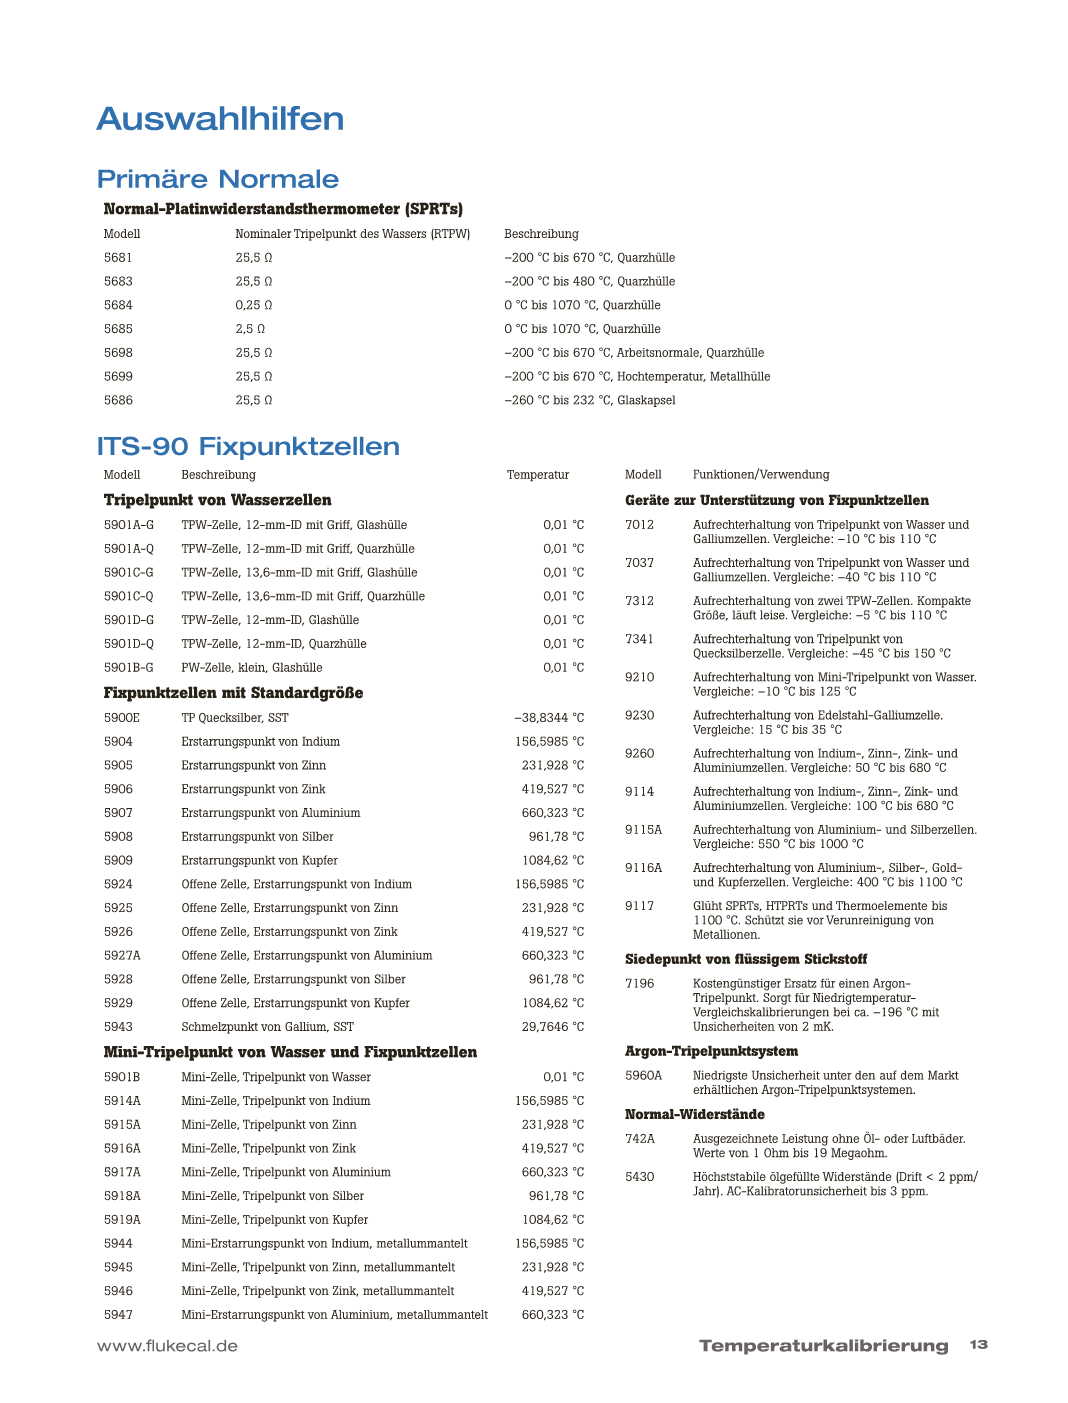 Auswahlhilfen
Primäre Normale
Normal-Platinwiderstandsthermometer (SPRTs)
Modell Nominaler Tripelpunkt des Wassers (RTPW) Beschreibung
5681 25,5 Ω –200 °C bis 670 °C, Quarzhülle
5683 25,5 Ω –200 °C bis 480 °C, Quarzhülle
5684 0,25 Ω 0 °C bis 1070 °C, Quarzhülle
5685 2,5 Ω 0 °C bis 1070 °C, Quarzhülle
5698 25,5 Ω –200 °C bis 670 °C, Arbeitsnormale, Quarzhülle
5699 25,5 Ω –200 °C bis 670 °C, Hochtemperatur, Metallhülle
5686 25,5 Ω –260 °C bis 232 °C, Glaskapsel
ITS-90 Fixpunktzellen
Modell Beschreibung Temperatur
Tripelpunkt von Wasserzellen
5901A-G TPW-Zelle, 12-mm-ID mit Griff, Glashülle 0,01 °C
5901A-Q TPW-Zelle, 12-mm-ID mit Griff, Quarzhülle 0,01 °C
5901C-G TPW-Zelle, 13,6-mm-ID mit Griff, Glashülle 0,01 °C
5901C-Q TPW-Zelle, 13,6-mm-ID mit Griff, Quarzhülle 0,01 °C
5901D-G TPW-Zelle, 12-mm-ID, Glashülle 0,01 °C
5901D-Q TPW-Zelle, 12-mm-ID, Quarzhülle 0,01 °C
5901B-G PW-Zelle, klein, Glashülle 0,01 °C
Fixpunktzellen mit Standardgröße
5900E TP Quecksilber, SST –38,8344 °C
5904 Erstarrungspunkt von Indium 156,5985 °C
5905 Erstarrungspunkt von Zinn 231,928 °C
5906 Erstarrungspunkt von Zink 419,527 °C
5907 Erstarrungspunkt von Aluminium 660,323 °C
5908 Erstarrungspunkt von Silber 961,78 °C
5909 Erstarrungspunkt von Kupfer 1084,62 °C
5924 Offene Zelle, Erstarrungspunkt von Indium 156,5985 °C
5925 Offene Zelle, Erstarrungspunkt von Zinn 231,928 °C
5926 Offene Zelle, Erstarrungspunkt von Zink 419,527 °C
5927A Offene Zelle, Erstarrungspunkt von Aluminium 660,323 °C
5928 Offene Zelle, Erstarrungspunkt von Silber 961,78 °C
5929 Offene Zelle, Erstarrungspunkt von Kupfer 1084,62 °C
5943 Schmelzpunkt von Gallium, SST 29,7646 °C
Mini-Tripelpunkt von Wasser und Fixpunktzellen
5901B Mini-Zelle, Tripelpunkt von Wasser 0,01 °C
5914A Mini-Zelle, Tripelpunkt von Indium 156,5985 °C
5915A Mini-Zelle, Tripelpunkt von Zinn 231,928 °C
5916A Mini-Zelle, Tripelpunkt von Zink 419,527 °C
5917A Mini-Zelle, Tripelpunkt von Aluminium 660,323 °C
5918A Mini-Zelle, Tripelpunkt von Silber 961,78 °C
5919A Mini-Zelle, Tripelpunkt von Kupfer 1084,62 °C
5944 Mini-Erstarrungspunkt von Indium, metallummantelt 156,5985 °C
5945 Mini-Zelle, Tripelpunkt von Zinn, metallummantelt 231,928 °C
5946 Mini-Zelle, Tripelpunkt von Zink, metallummantelt 419,527 °C
5947 Mini-Erstarrungspunkt von Aluminium, metallummantelt 660,323 °C
Modell Funktionen/Verwendung
Geräte zur Unterstützung von Fixpunktzellen
7012 Aufrechterhaltung von Tripelpunkt von Wasser und
Galliumzellen. Vergleiche: –10 °C bis 110 °C
7037 Aufrechterhaltung von Tripelpunkt von Wasser und
Galliumzellen. Vergleiche: –40 °C bis 110 °C
7312 Aufrechterhaltung von zwei TPW-Zellen. Kompakte
Größe, läuft leise. Vergleiche: –5 °C bis 110 °C
7341 Aufrechterhaltung von Tripelpunkt von
Quecksilberzelle. Vergleiche: –45 °C bis 150 °C
9210 Aufrechterhaltung von Mini-Tripelpunkt von Wasser.
Vergleiche: –10 °C bis 125 °C
9230 Aufrechterhaltung von Edelstahl-Galliumzelle.
Vergleiche: 15 °C bis 35 °C
9260 Aufrechterhaltung von Indium-, Zinn-, Zink- und
Aluminiumzellen. Vergleiche: 50 °C bis 680 °C
9114 Aufrechterhaltung von Indium-, Zinn-, Zink- und
Aluminiumzellen. Vergleiche: 100 °C bis 680 °C
9115A Aufrechterhaltung von Aluminium- und Silberzellen.
Vergleiche: 550 °C bis 1000 °C
9116A Aufrechterhaltung von Aluminium-, Silber-, Gold-
und Kupferzellen. Vergleiche: 400 °C bis 1100 °C
9117 Glüht SPRTs, HTPRTs und Thermoelemente bis
1100 °C. Schützt sie vor Verunreinigung von
Metallionen.
Siedepunkt von flüssigem Stickstoff
7196 Kostengünstiger Ersatz für einen Argon-
Tripelpunkt. Sorgt für Niedrigtemperatur-
Vergleichskalibrierungen bei ca. –196 °C mit
Unsicherheiten von 2 mK.
Argon-Tripelpunktsystem
5960A Niedrigste Unsicherheit unter den auf dem Markt
erhältlichen Argon-Tripelpunktsystemen.
Normal-Widerstände
742A Ausgezeichnete Leistung ohne Öl- oder Luftbäder.
Werte von 1 Ohm bis 19 Megaohm.
5430 Höchststabile ölgefüllte Widerstände (Drift < 2 ppm/
Jahr). AC-Kalibratorunsicherheit bis 3 ppm.
www.flukecal.de Temperaturkalibrierung 13